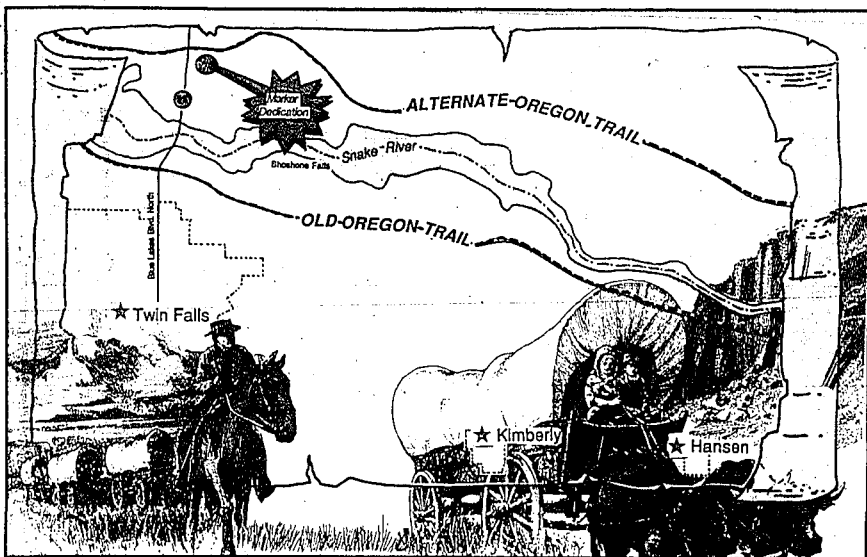 Marker
Dedication
ALTERNATE-OREGON TRAIL
Snake River
Shoshone Falls
OLD-OREGON-TRAIL
Blue Lakes Blvd. North
Twin Falls
Kimberly
Hansen